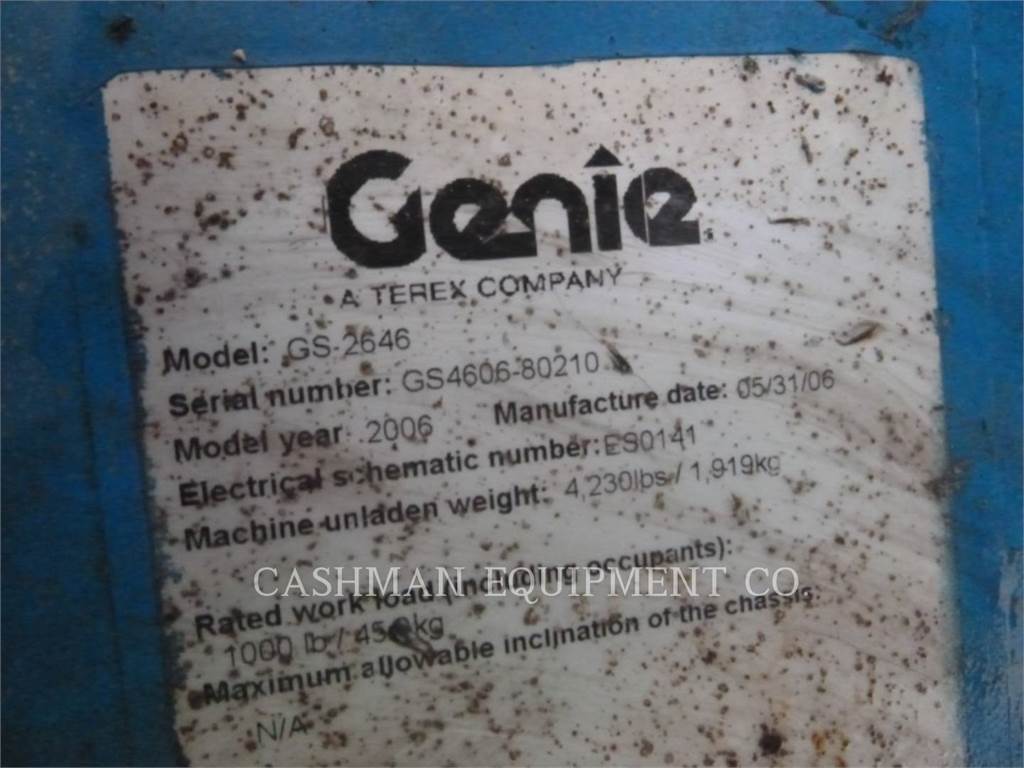 Genie
A TEREX COMPANY
Model: GS-2646
Serial number: GS4606-80210
Model year: 2006 Manufacture date: 05/31/06
Electrical schematic number: ES0141
Machine unladen weight: 4,230lbs / 1,919kg
Rated work load (including occupants):
CASHMAN EQUIPMENT CO
1000 lb / kg
Maximum allowable inclination of the chassis:
N/A